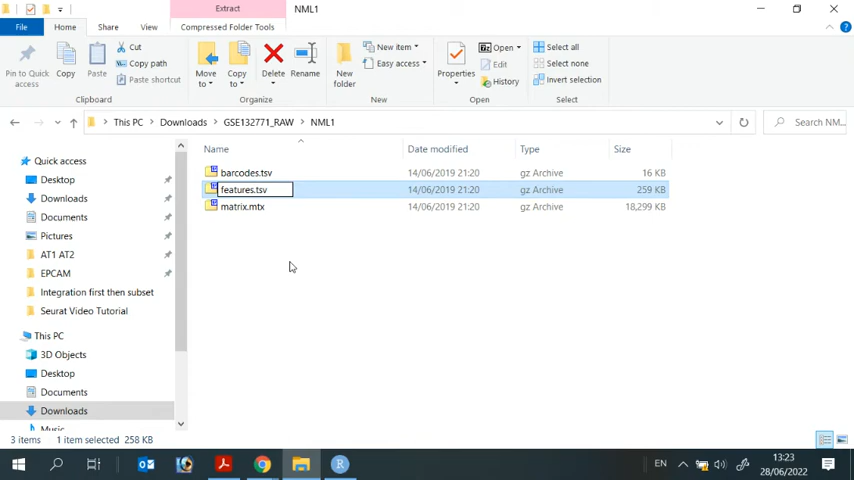 Extract
NML1
File
Home
Share
View
Compressed Folder Tools
Pin to Quick access
Copy
Paste
Cut
Copy path
Paste shortcut
Clipboard
Move to
Copy to
Delete
Rename
Organize
New folder
New item
Easy access
New
Properties
Open
Edit
History
Open
Select all
Select none
Invert selection
Select
This PC
Downloads
GSE132771_RAW
NML1
Search NM...
Name
Date modified
Type
Size
barcodes.tsv 14/06/2019 21:20 gz Archive 16 KB
features.tsv 14/06/2019 21:20 gz Archive 259 KB
matrix.mtx 14/06/2019 21:20 gz Archive 18,299 KB
Quick access
Desktop
Downloads
Documents
Pictures
AT1 AT2
EPCAM
Integration first then subset
Seurat Video Tutorial
This PC
3D Objects
Desktop
Documents
Downloads
Music
3 items
1 item selected 258 KB
EN
13:23
28/06/2022